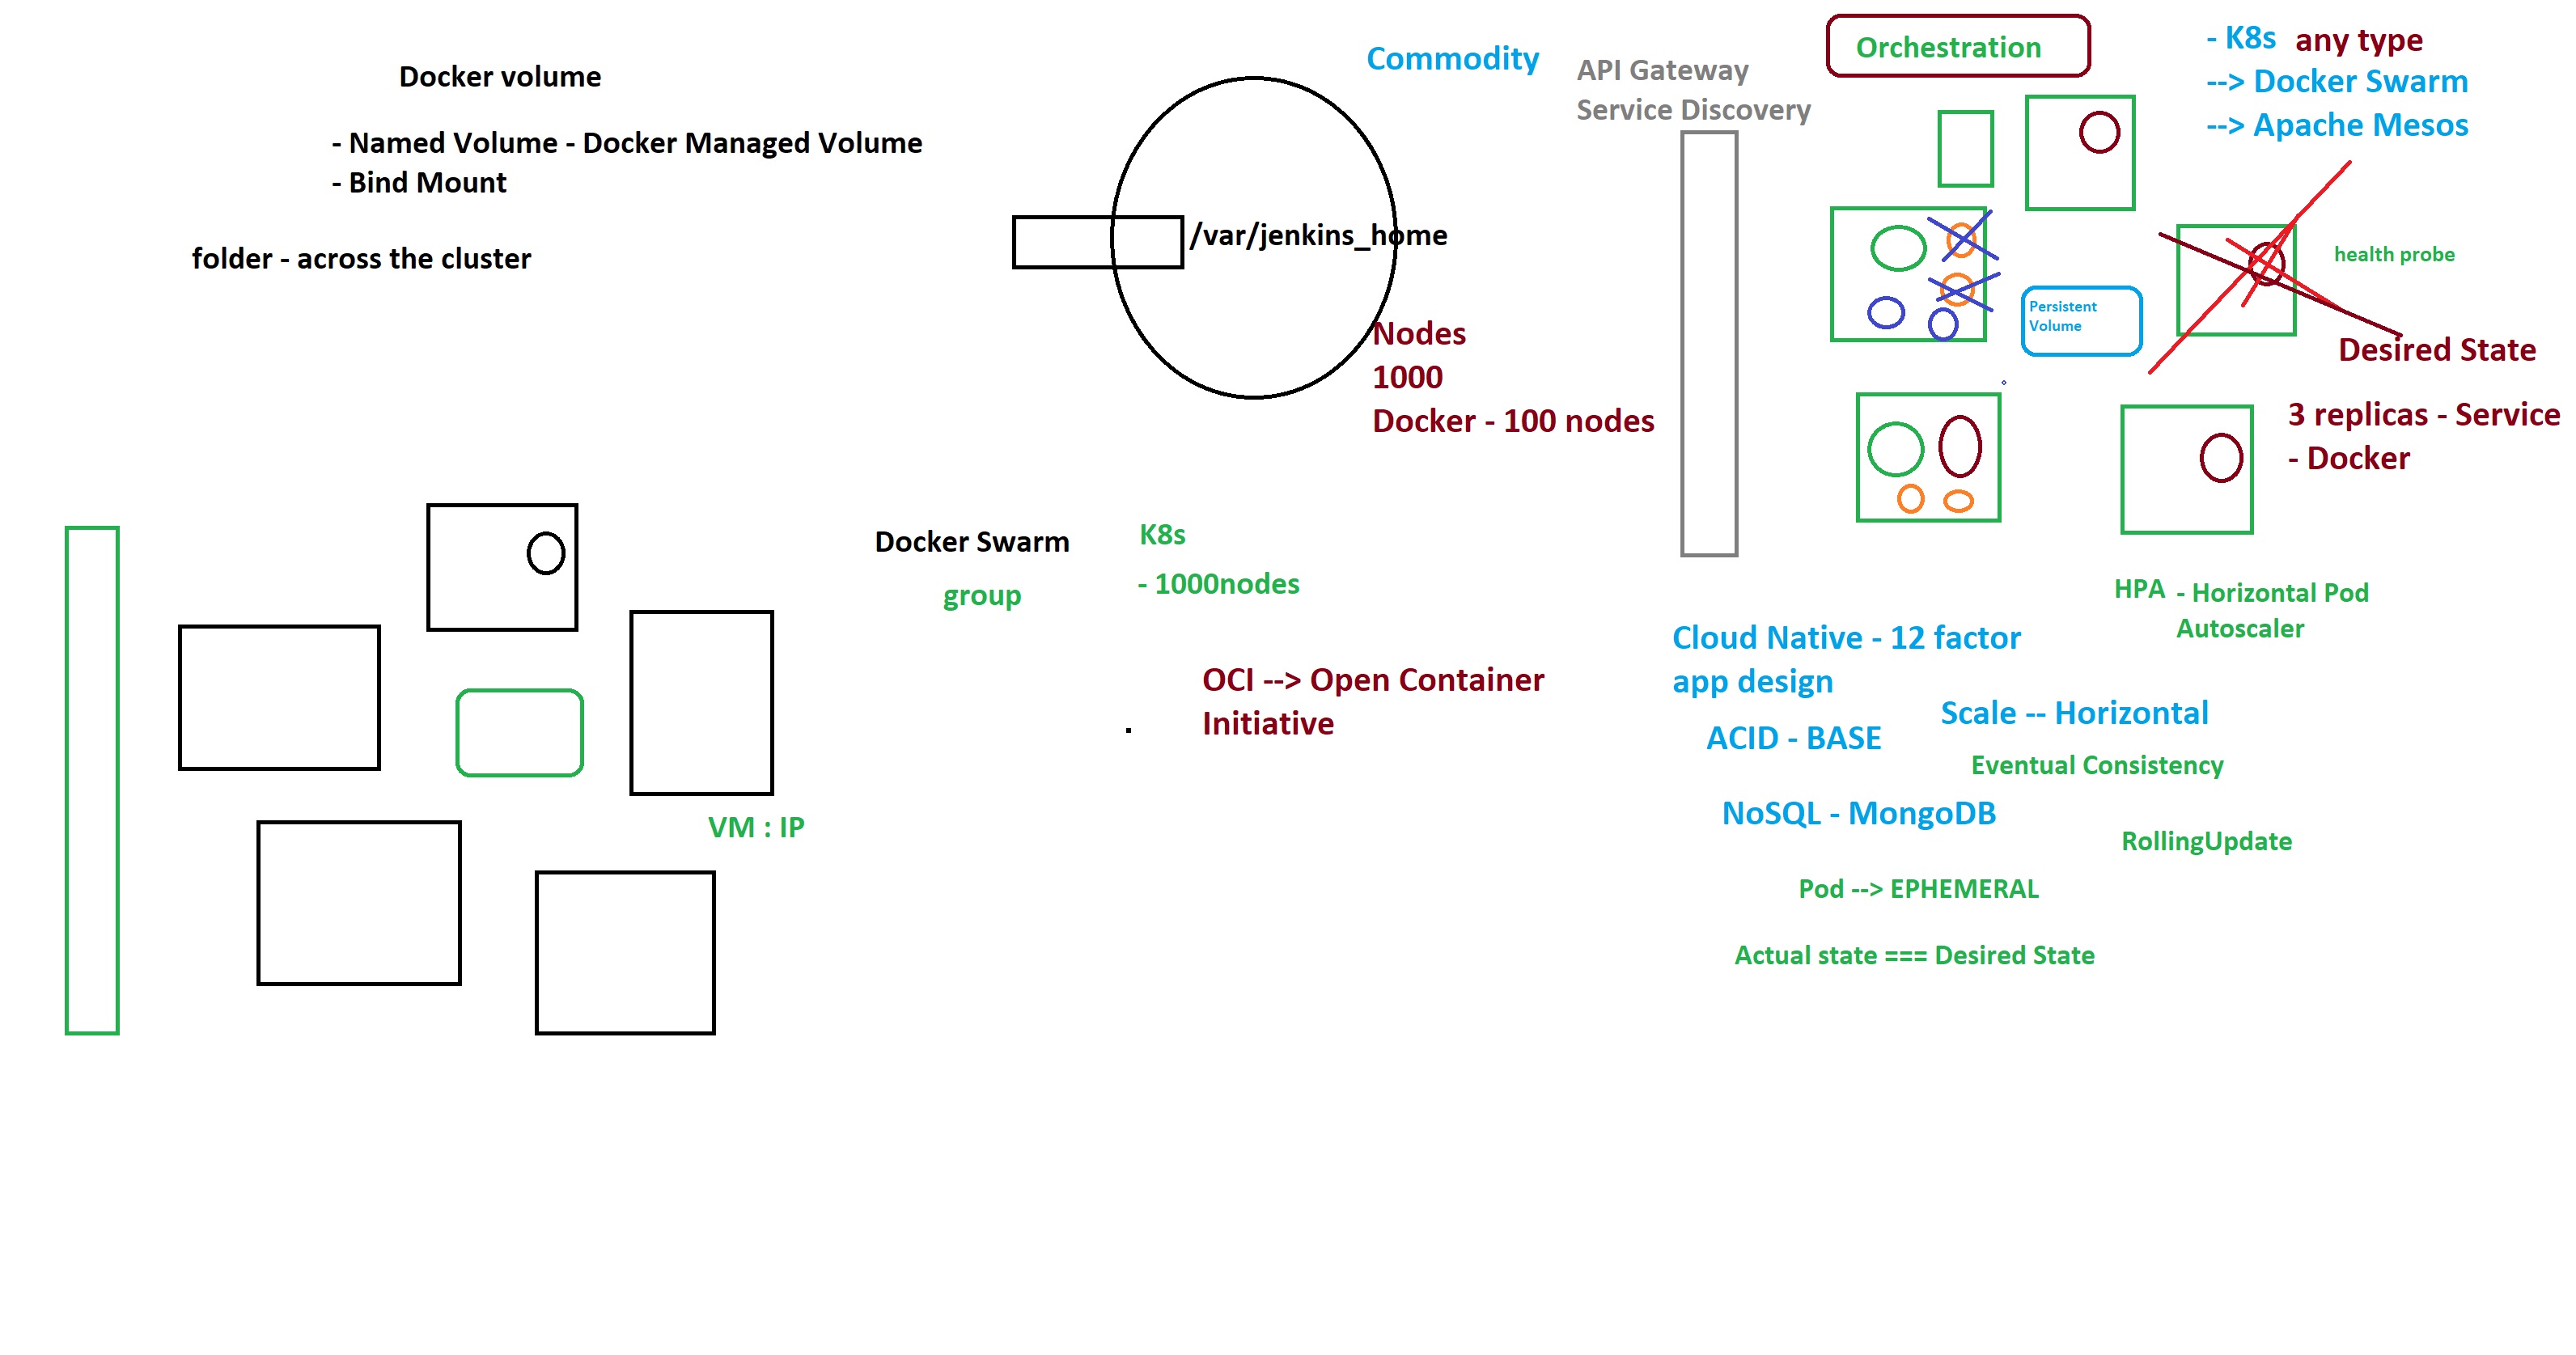 Docker volume
- Named Volume - Docker Managed Volume
- Bind Mount
folder - across the cluster
/var/jenkins_home
Commodity
API Gateway
Service Discovery
Orchestration
- K8s any type
--> Docker Swarm
--> Apache Mesos
health probe
Persistent
Volume
Desired State
Nodes
1000
Docker - 100 nodes
3 replicas - Service
- Docker
Docker Swarm
group
K8s
- 1000nodes
OCI --> Open Container
Initiative
VM : IP
HPA - Horizontal Pod
Autoscaler
Cloud Native - 12 factor
app design
Scale -- Horizontal
ACID - BASE
Eventual Consistency
NoSQL - MongoDB
RollingUpdate
Pod --> EPHEMERAL
Actual state === Desired State